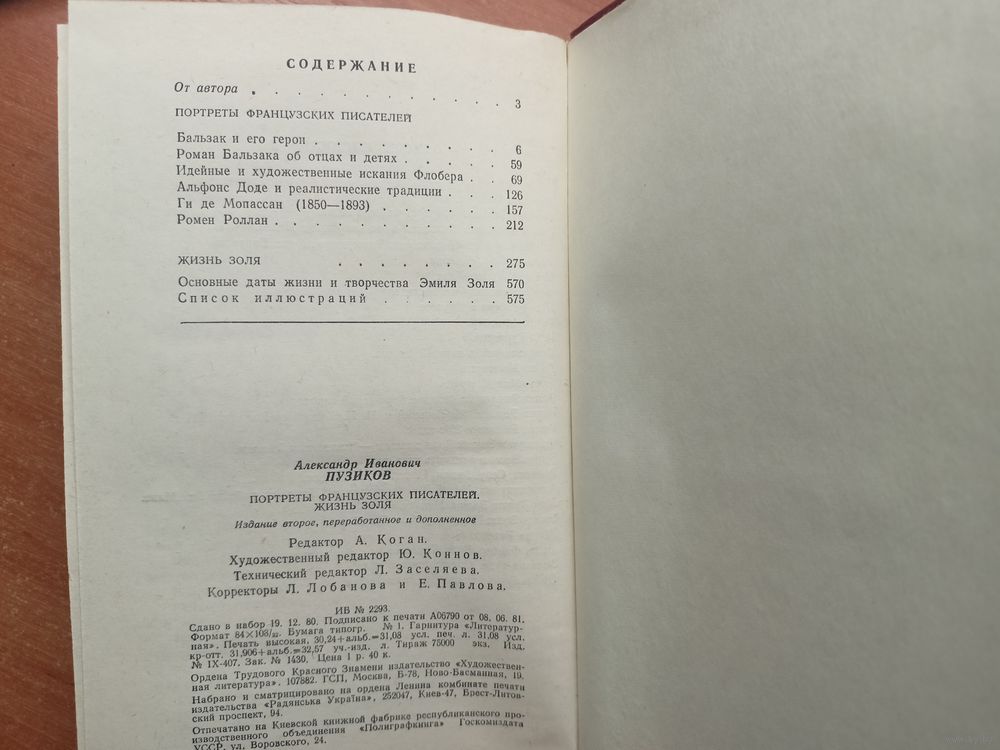 СОДЕРЖАНИЕ
От автора . . . . . . . . . . . 3
ПОРТРЕТЫ ФРАНЦУЗСКИХ ПИСАТЕЛЕЙ
Бальзак и его герои . . . . . . . . . 6
Роман Бальзака об отцах и детях . . . . . 59
Идейные и художественные искания Флобера . . 69
Альфонс Доде и реалистические традиции . . . 126
Ги де Мопассан (1850—1893) . . . . . . 157
Ромен Роллан . . . . . . . . . . . 212
ЖИЗНЬ ЗОЛЯ . . . . . . . . 275
Основные даты жизни и творчества Эмиля Золя 570
Список иллюстраций . . . . . . 575
Александр Иванович
ПУЗИКОВ
ПОРТРЕТЫ ФРАНЦУЗСКИХ ПИСАТЕЛЕЙ.
ЖИЗНЬ ЗОЛЯ
Издание второе, переработанное и дополненное
Редактор А. Коган.
Художественный редактор Ю. Коннов.
Технический редактор Л. Заселяева.
Корректоры Л. Лобанова и Е. Павлова.
ИВ № 2293.
Сдано в набор 19. 12. 80. Подписано к печати А06790 от 08. 06. 81.
Формат 84×108/32. Бумага типогр. № 1. Гарнитура «Литератур-
ная». Печать высокая. 30,24+альб.=31,08 усл. печ. л. 31,08 усл.
кр-отт. 31,906+альб.=32,57 уч.-изд. л. Тираж 75000 экз. Изд.
№ IX-407. Зак. № 1430. Цена 1 р. 40 к.
Ордена Трудового Красного Знамени издательство «Художествен-
ная литература». 107882. ГСП, Москва, Б-78, Ново-Басманная, 19.
Набрано и сматрицировано на ордена Ленина комбинате печати
издательства «Радянська Україна», 252047, Киев-47, Брест-Литов-
ский проспект, 94.
Отпечатано на Киевской книжной фабрике республиканского про-
изводственного объединения «Полиграфкнига» Госкомиздата
УССР, ул. Воровского, 24.